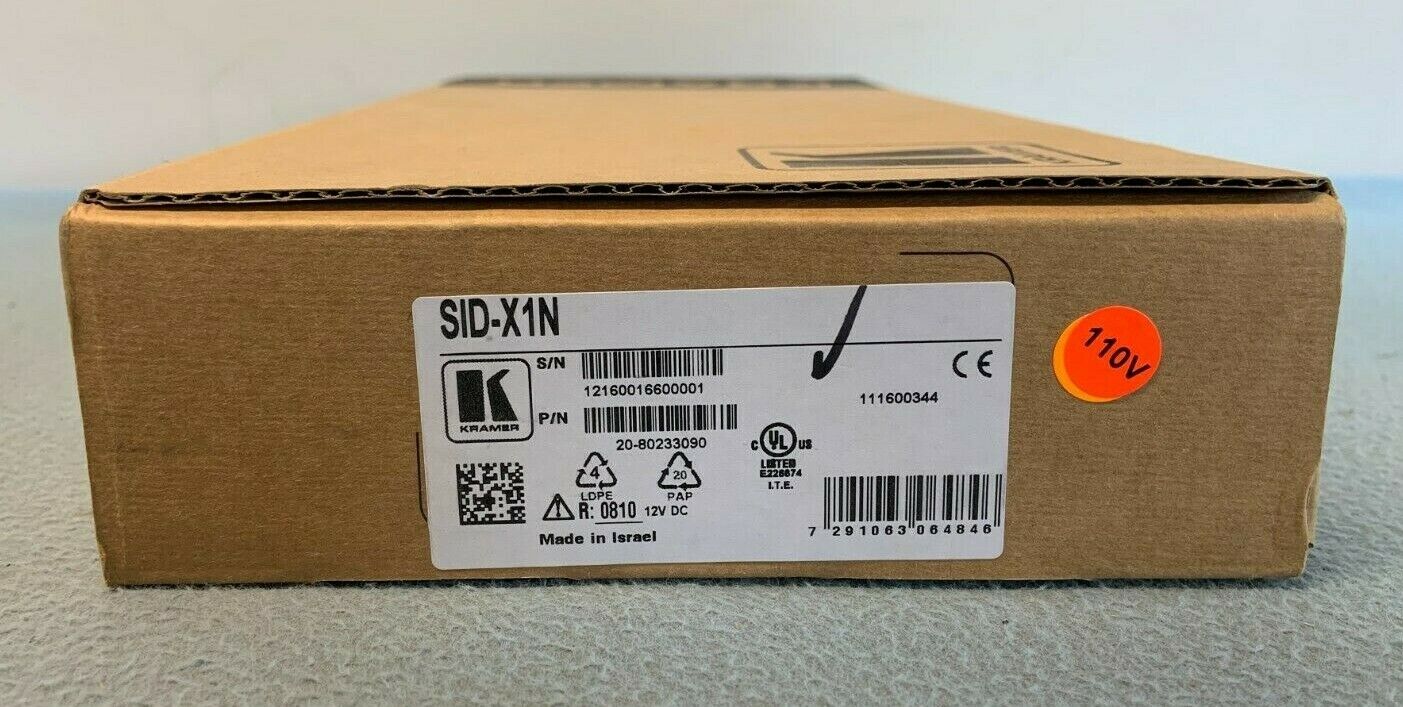 SID-X1N
S/N
12160016600001
KRAMER
P/N
20-80233090
111600344
CE
110V
C UL US
LISTED
E226674
I.T.E.
4
LDPE
20
PAP
R: 0810 12V DC
Made in Israel
7 291063 064846